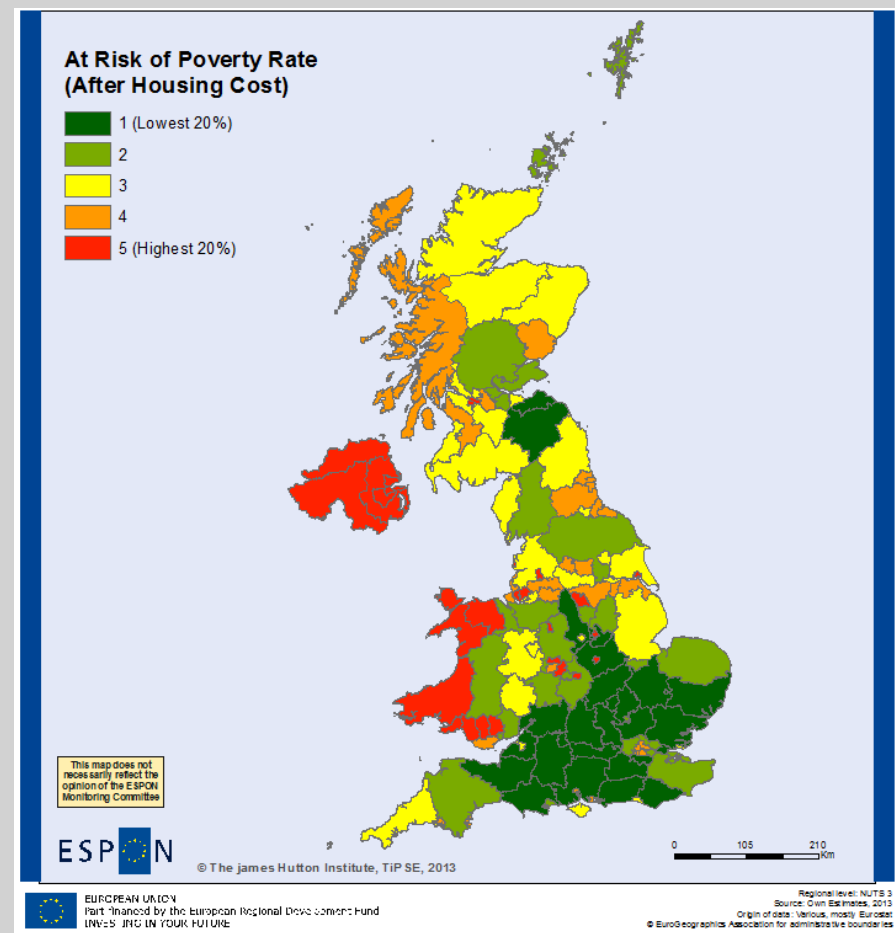 At Risk of Poverty Rate
(After Housing Cost)
1 (Lowest 20%)
2
3
4
5 (Highest 20%)
This map does not
necessarily reflect the
opinion of the ESPON
Monitoring Committee
ESPON
© The james Hutton Institute, TiPSE, 2013
0 105 210
Km
EUROPEAN UNION
Part-financed by the European Regional Development Fund
INVESTING IN YOUR FUTURE
Regional level: NUTS 3
Source: Own Estimates, 2013
Origin of data: Various, mostly Eurostat
© EuroGeographics Association for administrative boundaries